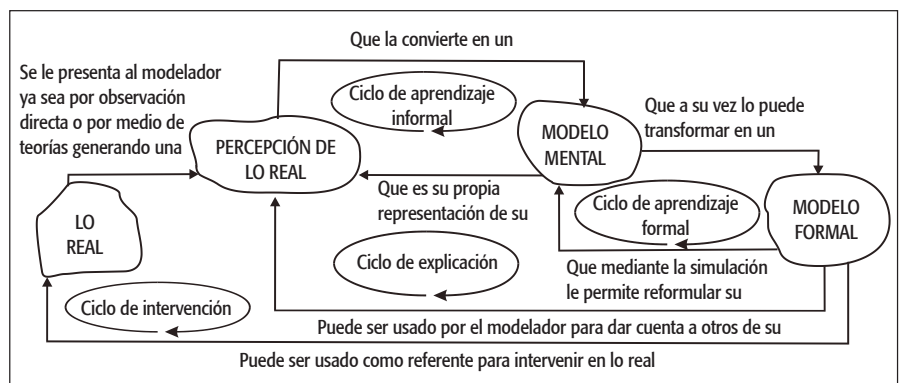 Que la convierte en un
Se le presenta al modelador
ya sea por observación
directa o por medio de
teorías generando una
Ciclo de aprendizaje
informal
Que a su vez lo puede
transformar en un
PERCEPCIÓN DE
LO REAL
MODELO
MENTAL
Que es su propia
representación de su
LO
REAL
Ciclo de aprendizaje
formal
MODELO
FORMAL
Ciclo de explicación
Que mediante la simulación
le permite reformular su
Ciclo de intervención
Puede ser usado por el modelador para dar cuenta a otros de su
Puede ser usado como referente para intervenir en lo real